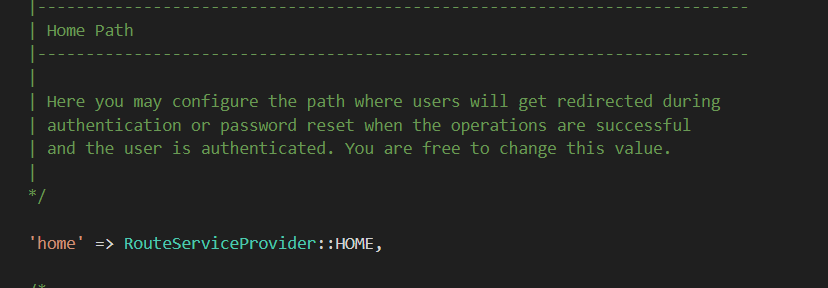 |--------------------------------------------------------------------------
| Home Path
|--------------------------------------------------------------------------
|
| Here you may configure the path where users will get redirected during
| authentication or password reset when the operations are successful
| and the user is authenticated. You are free to change this value.
|
*/
'home' => RouteServiceProvider::HOME,
/*